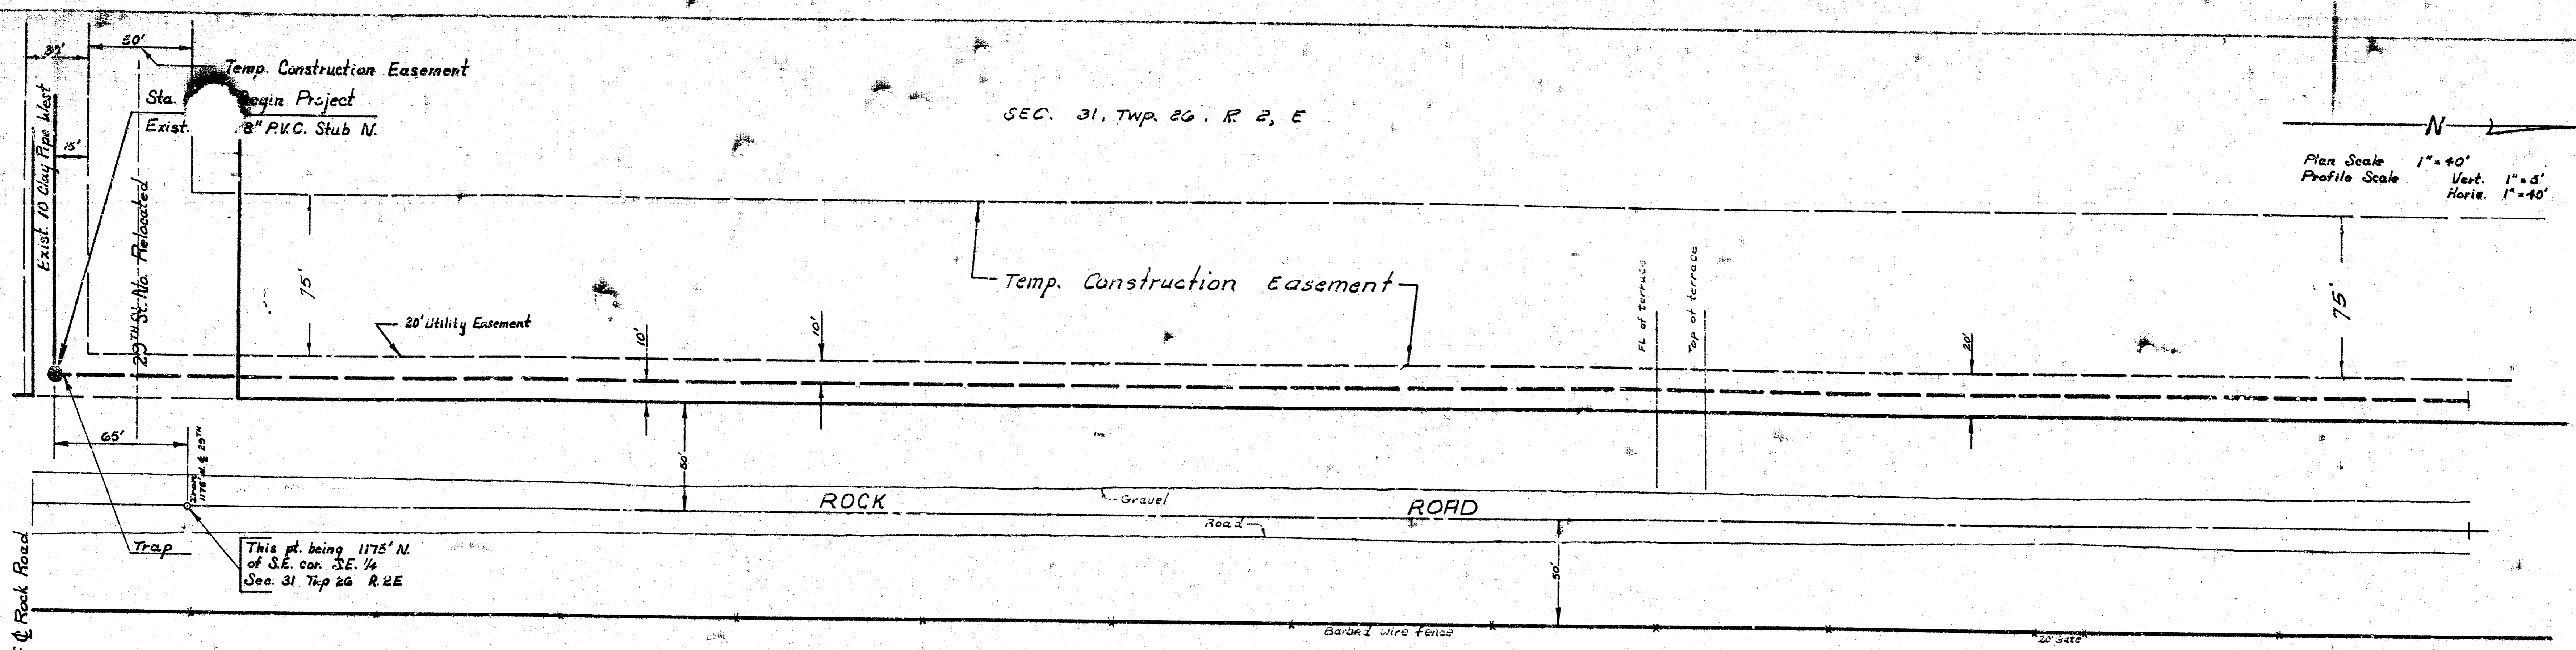 50'
Temp. Construction Easement
Sta. Begin Project
Exist. 8" P.V.C. Stub N.
15'
Exist. 10 Clay Pipe West
St. No. Relocated
SEC. 31, Twp. 26. R. 2, E
N
Plan Scale 1"=40'
Profile Scale Vert. 1"=5'
Horiz. 1"=40'
75'
Temp. Construction Easement
75'
20' Utility Easement
10'
10'
FL of terrace
Top of terrace
20'
65'
Iron
1175' N. ℄ 29TH
50'
ROCK ROAD
Gravel
Road
Trap
This pt. being 1175' N.
of S.E. cor. S.E. 1/4
Sec. 31 Twp 26 R. 2E
50'
℄ Rock Road
Barbed wire fence
20' Gate